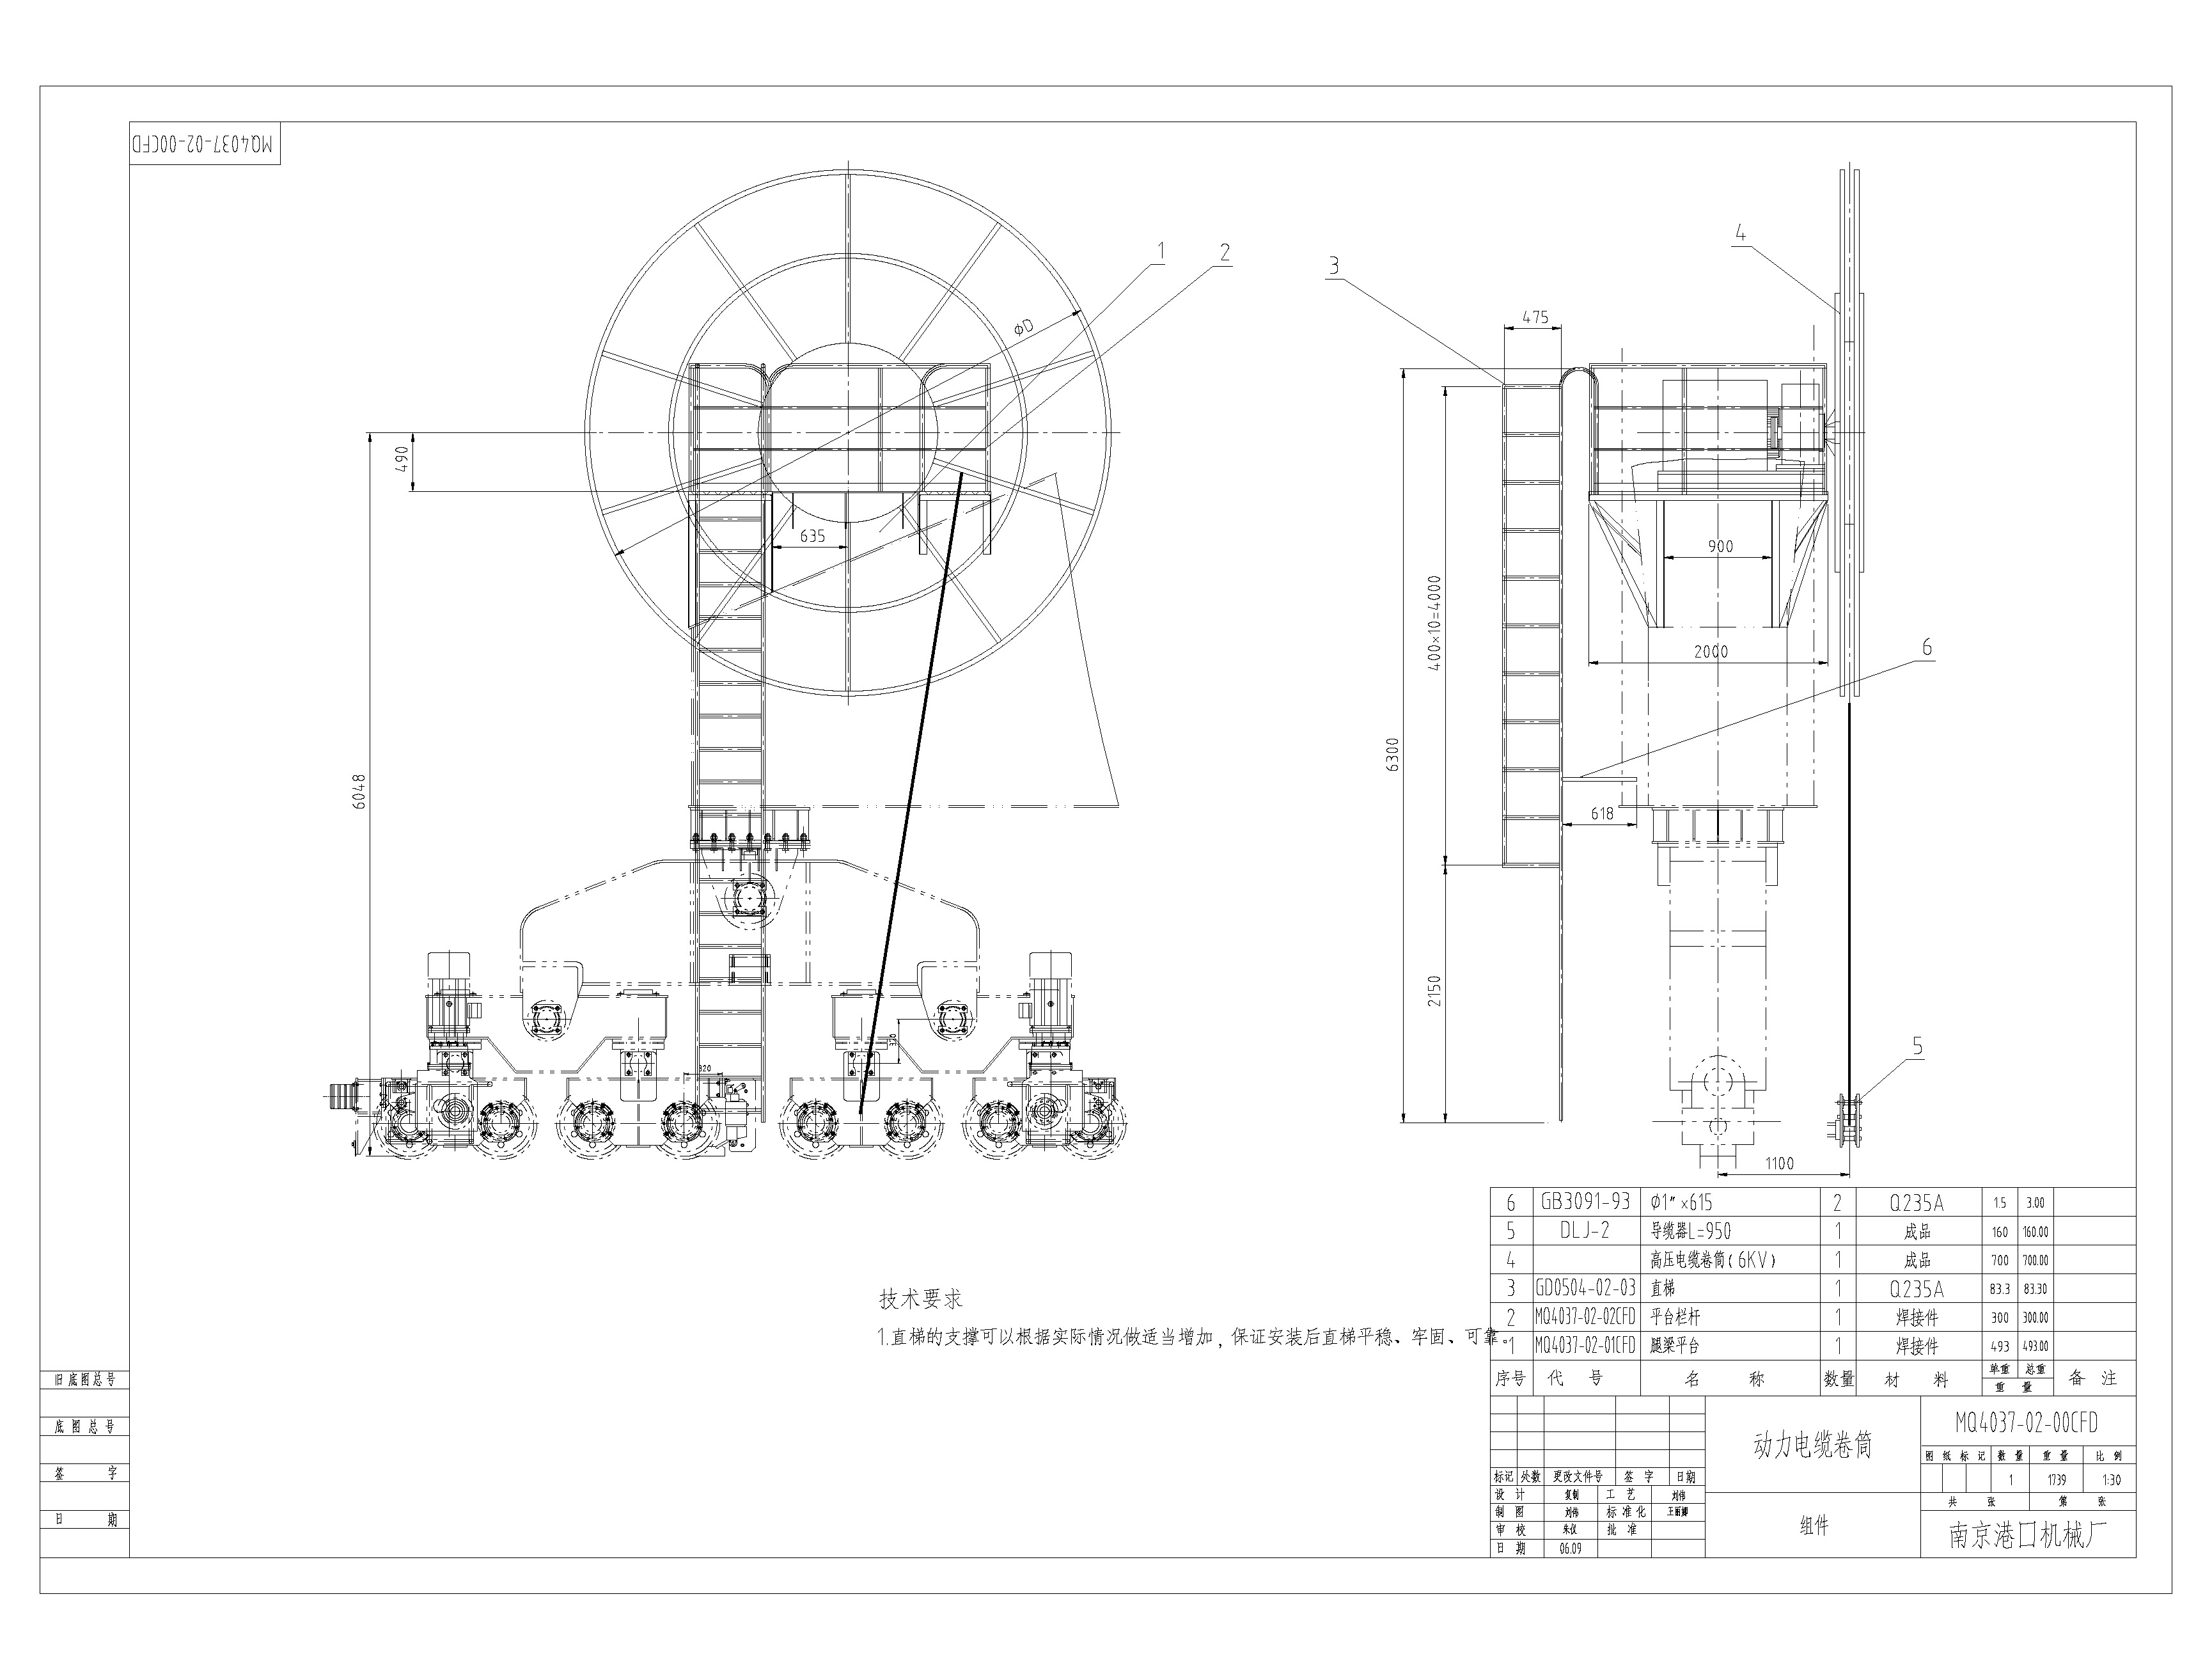 MQ4037-02-00CFD
1
2
3
4
ϕD
475
490
635
900
400×10=4000
2000
6
6300
6048
618
2150
320
320
5
1100
6 GB3091-93 ϕ1″×615 2 Q235A 1.5 3.00
5 DLJ-2 导缆器L=950 1 成品 160 160.00
4 高压电缆卷筒(6KV) 1 成品 700 700.00
3 GD0504-02-03 直梯 1 Q235A 83.3 83.30
2 MQ4037-02-02CFD 平台栏杆 1 焊接件 300 300.00
1 MQ4037-02-01CFD 腿梁平台 1 焊接件 493 493.00
序号 代号 名称 数量 材料 单重 总重 重量 备注
技术要求
1.直梯的支撑可以根据实际情况做适当增加，保证安装后直梯平稳、牢固、可靠。
旧底图总号
底图总号
签字
日期
动力电缆卷筒
组件
MQ4037-02-00CFD
图纸标记 数量 重量 比例
1 1739 1:30
共 张 第 张
南京港口机械厂
标记 处数 更改文件号 签字 日期
设计 复制 工艺 刘伟
制图 刘伟 标准化 王丽卿
审校 朱仪 批准
日期 06.09